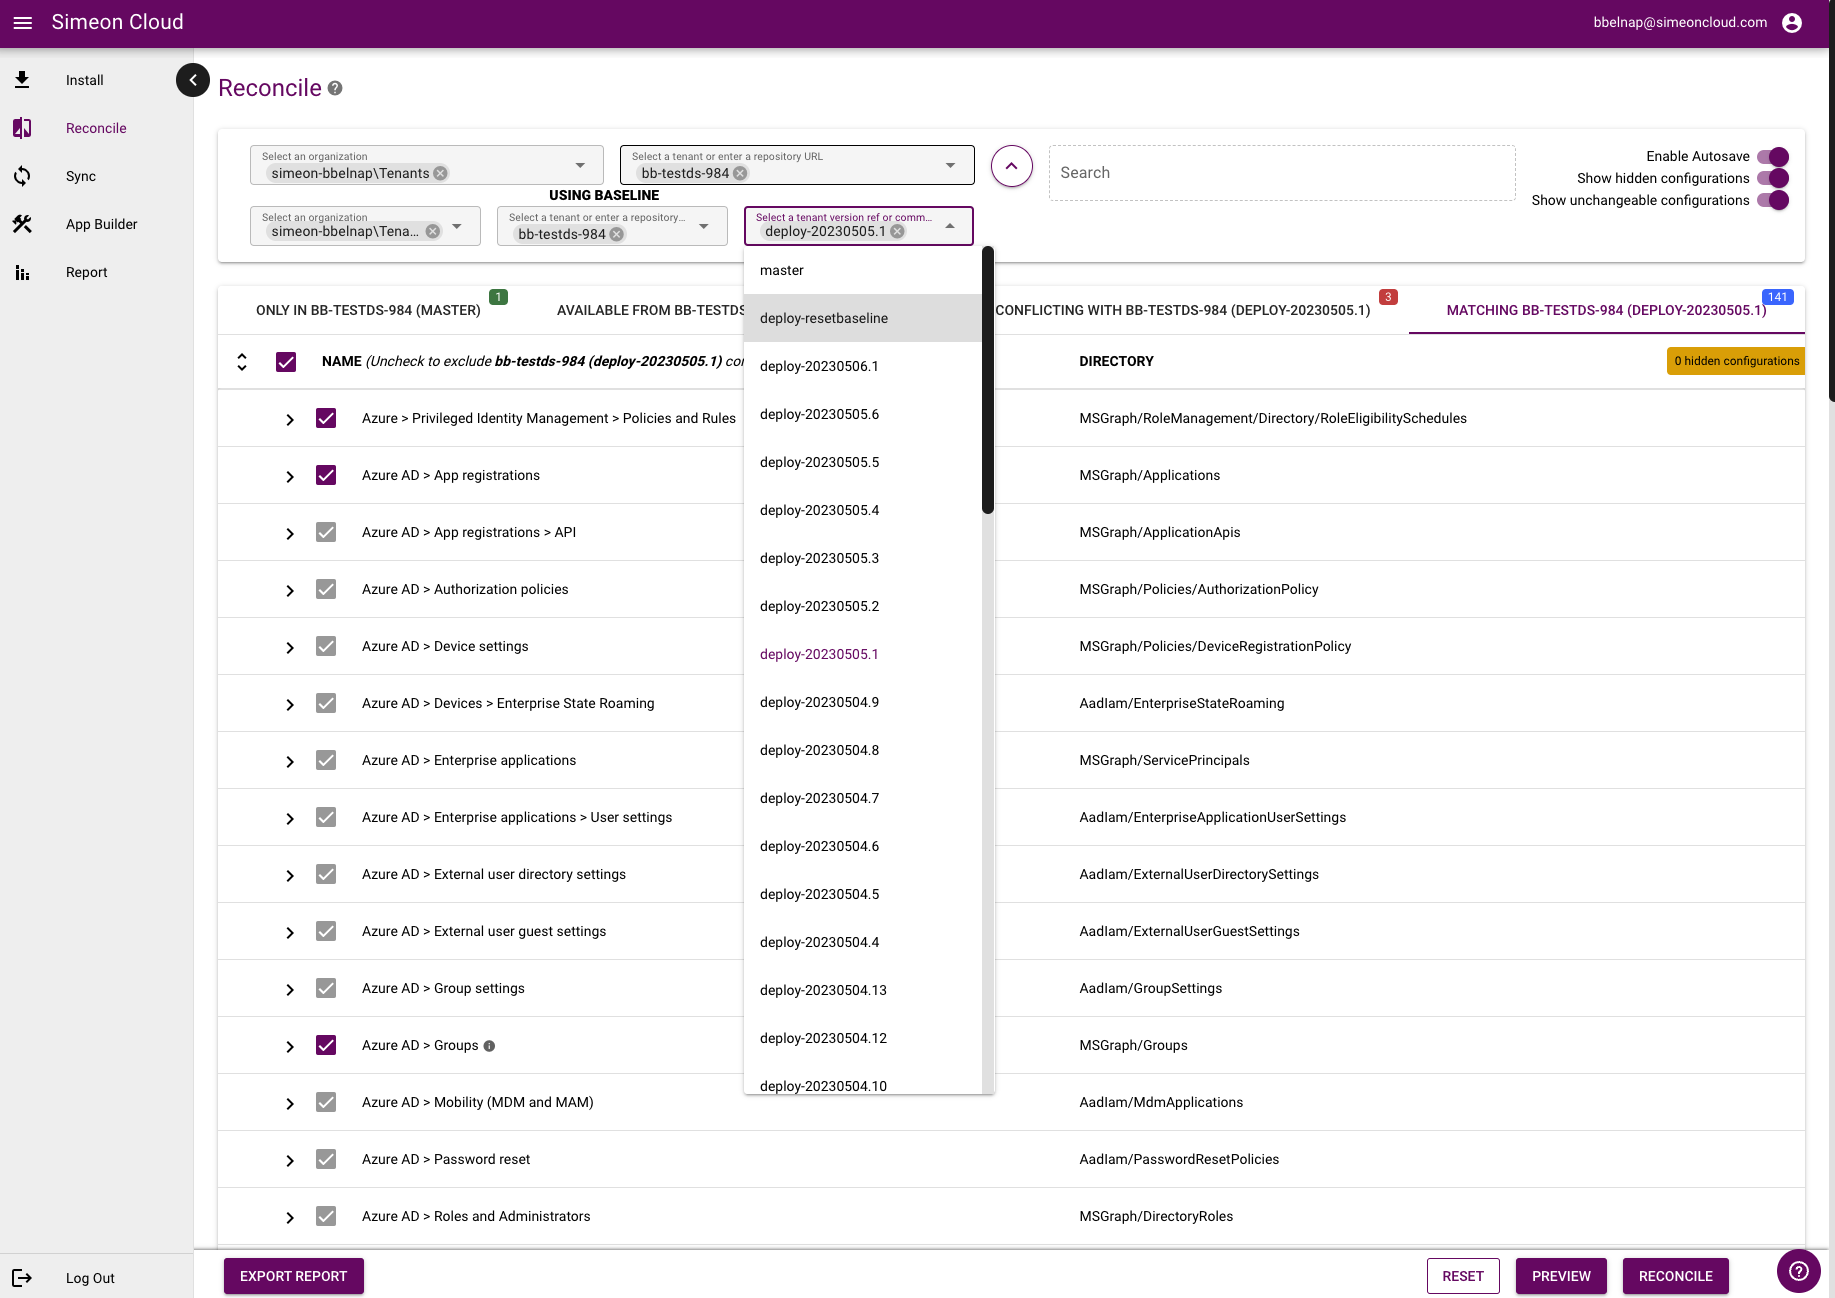 Simeon Cloud
bbelnap@simeoncloud.com
Install
Reconcile
Sync
App Builder
Report
Log Out
Reconcile
Select an organization
simeon-bbelnap\Tenants
Select a tenant or enter a repository URL
bb-testds-984
Search
Enable Autosave
Show hidden configurations
Show unchangeable configurations
USING BASELINE
Select an organization
simeon-bbelnap\Tena...
Select a tenant or enter a repository...
bb-testds-984
Select a tenant version ref or comm...
deploy-20230505.1
master
deploy-resetbaseline
deploy-20230506.1
deploy-20230505.6
deploy-20230505.5
deploy-20230505.4
deploy-20230505.3
deploy-20230505.2
deploy-20230505.1
deploy-20230504.9
deploy-20230504.8
deploy-20230504.7
deploy-20230504.6
deploy-20230504.5
deploy-20230504.4
deploy-20230504.13
deploy-20230504.12
deploy-20230504.10
ONLY IN BB-TESTDS-984 (MASTER) 1
AVAILABLE FROM BB-TESTDS
CONFLICTING WITH BB-TESTDS-984 (DEPLOY-20230505.1) 3
MATCHING BB-TESTDS-984 (DEPLOY-20230505.1) 141
NAME (Uncheck to exclude bb-testds-984 (deploy-20230505.1)
DIRECTORY
0 hidden configurations
Azure > Privileged Identity Management > Policies and Rules MSGraph/RoleManagement/Directory/RoleEligibilitySchedules
Azure AD > App registrations MSGraph/Applications
Azure AD > App registrations > API MSGraph/ApplicationApis
Azure AD > Authorization policies MSGraph/Policies/AuthorizationPolicy
Azure AD > Device settings MSGraph/Policies/DeviceRegistrationPolicy
Azure AD > Devices > Enterprise State Roaming AadIam/EnterpriseStateRoaming
Azure AD > Enterprise applications MSGraph/ServicePrincipals
Azure AD > Enterprise applications > User settings AadIam/EnterpriseApplicationUserSettings
Azure AD > External user directory settings AadIam/ExternalUserDirectorySettings
Azure AD > External user guest settings AadIam/ExternalUserGuestSettings
Azure AD > Group settings AadIam/GroupSettings
Azure AD > Groups MSGraph/Groups
Azure AD > Mobility (MDM and MAM) AadIam/MdmApplications
Azure AD > Password reset AadIam/PasswordResetPolicies
Azure AD > Roles and Administrators MSGraph/DirectoryRoles
EXPORT REPORT
RESET
PREVIEW
RECONCILE